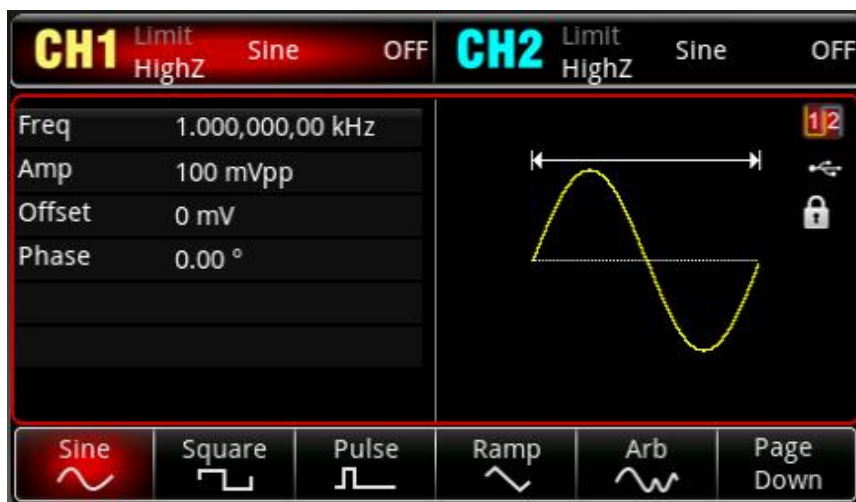 CH1 Limit HighZ Sine OFF
CH2 Limit HighZ Sine OFF
Freq 1.000,000,00 kHz
Amp 100 mVpp
Offset 0 mV
Phase 0.00 °
1 2
Sine
Square
Pulse
Ramp
Arb
Page Down